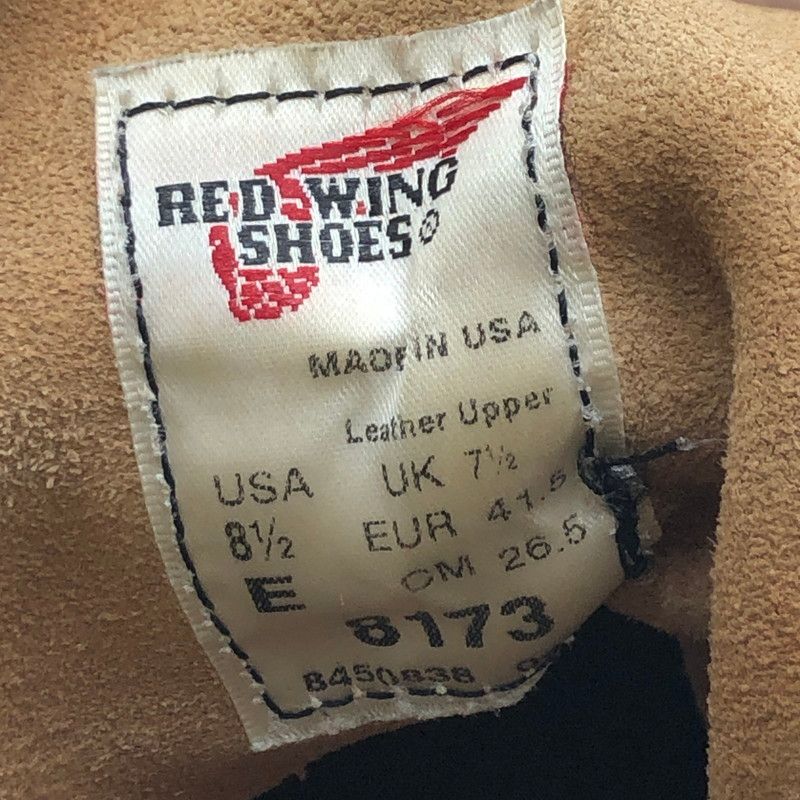 RED WING
SHOES®
MADE IN USA
Leather Upper
USA UK 7½
8½ EUR 41.5
E CM 26.5
8173
8450838